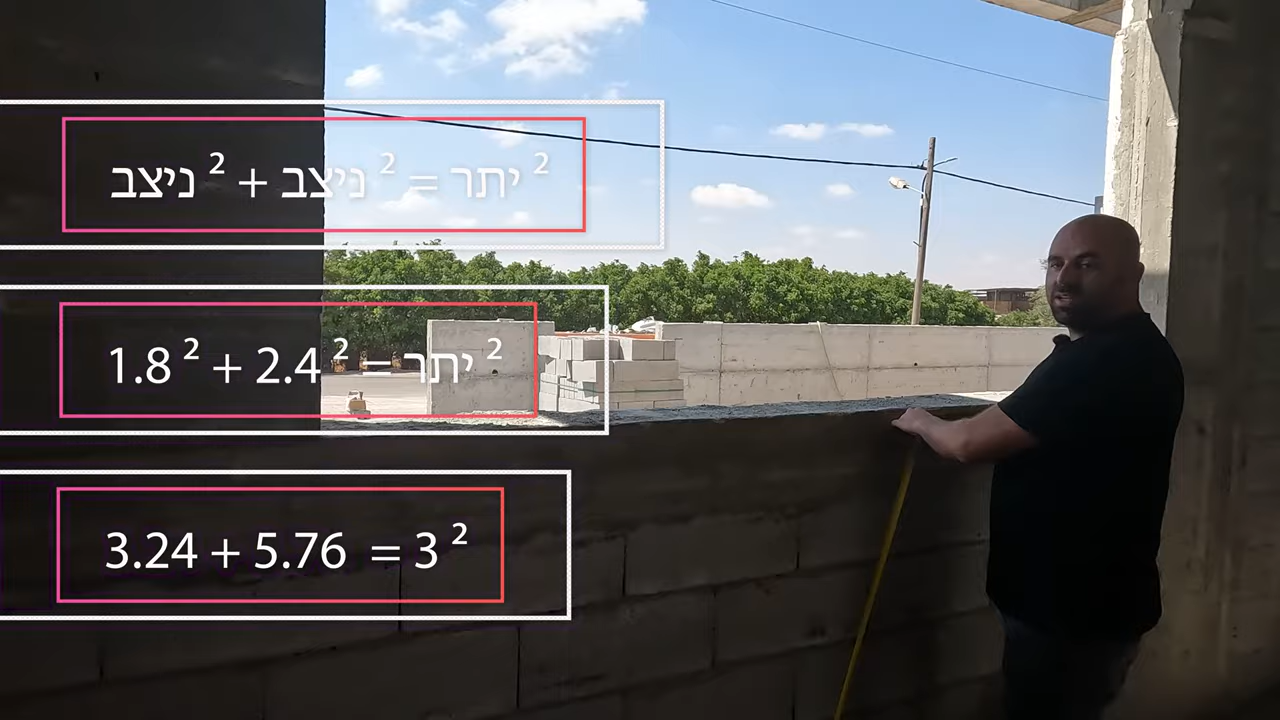 ניצב ² + ניצב ² = יתר ²
1.8 ² + 2.4 ² = יתר ²
3.24 + 5.76 = 3 ²